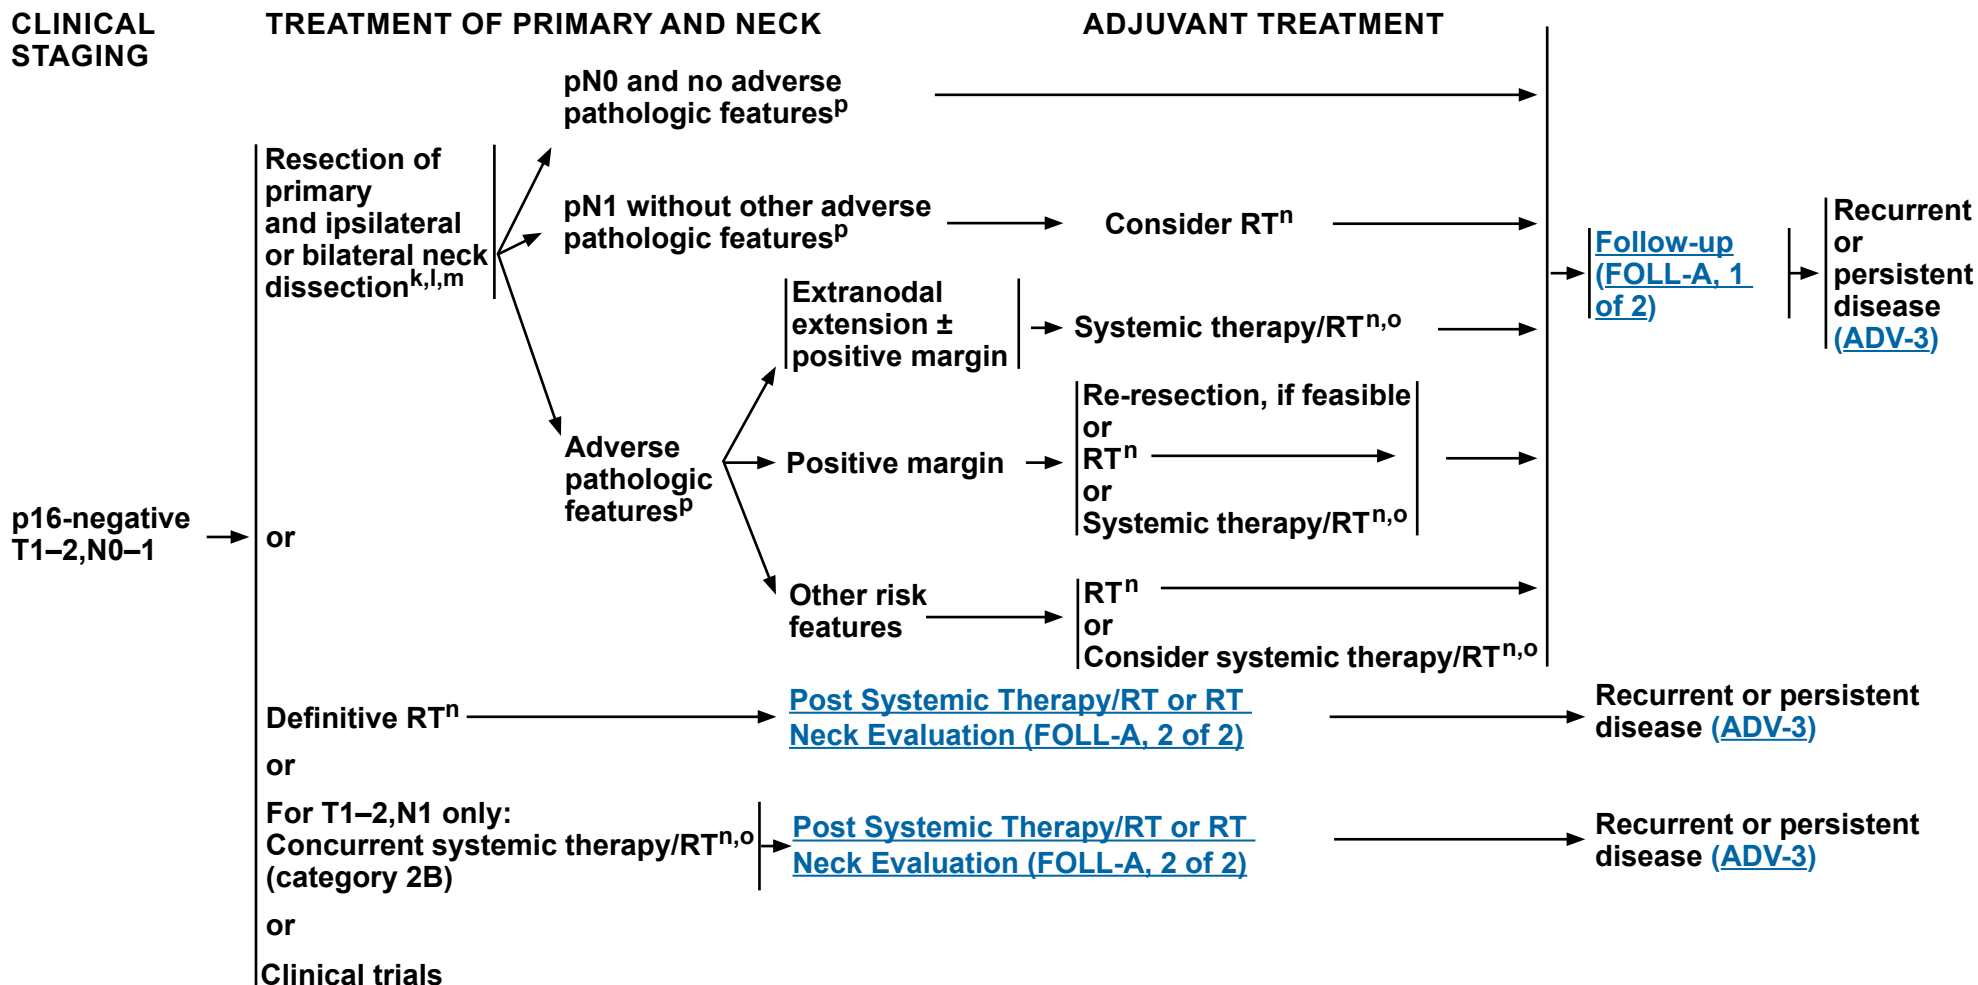 CLINICAL
STAGING
TREATMENT OF PRIMARY AND NECK
ADJUVANT TREATMENT
p16-negative
T1–2,N0–1
Resection of
primary
and ipsilateral
or bilateral neck
dissectionk,l,m
pN0 and no adverse
pathologic featuresp
pN1 without other adverse
pathologic featuresp
Consider RTn
Adverse
pathologic
featuresp
Extranodal
extension ±
positive margin
Systemic therapy/RTn,o
Positive margin
Re-resection, if feasible
or
RTn
or
Systemic therapy/RTn,o
Other risk
features
RTn
or
Consider systemic therapy/RTn,o
Follow-up
(FOLL-A, 1
of 2)
Recurrent
or
persistent
disease
(ADV-3)
or
Definitive RTn
Post Systemic Therapy/RT or RT
Neck Evaluation (FOLL-A, 2 of 2)
Recurrent or persistent
disease (ADV-3)
or
For T1–2,N1 only:
Concurrent systemic therapy/RTn,o
(category 2B)
Post Systemic Therapy/RT or RT
Neck Evaluation (FOLL-A, 2 of 2)
Recurrent or persistent
disease (ADV-3)
or
Clinical trials